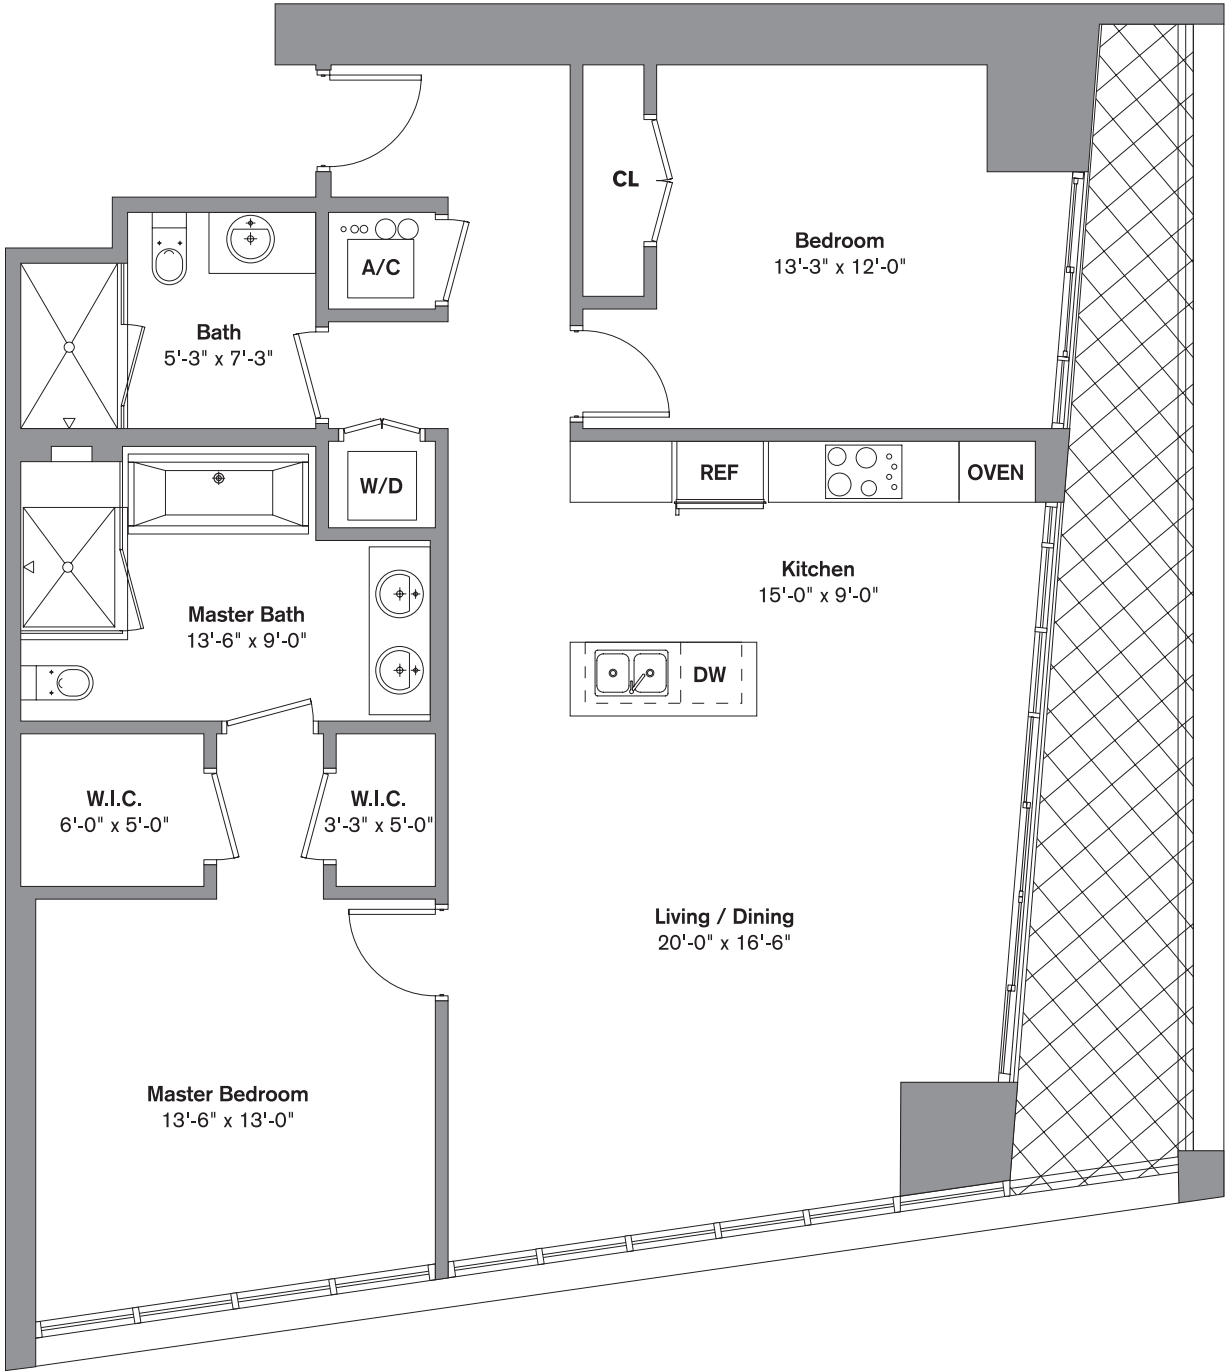 CL
Bedroom
13'-3" x 12'-0"
A/C
Bath
5'-3" x 7'-3"
W/D
REF
OVEN
Kitchen
15'-0" x 9'-0"
Master Bath
13'-6" x 9'-0"
DW
W.I.C.
6'-0" x 5'-0"
W.I.C.
3'-3" x 5'-0"
Living / Dining
20'-0" x 16'-6"
Master Bedroom
13'-6" x 13'-0"